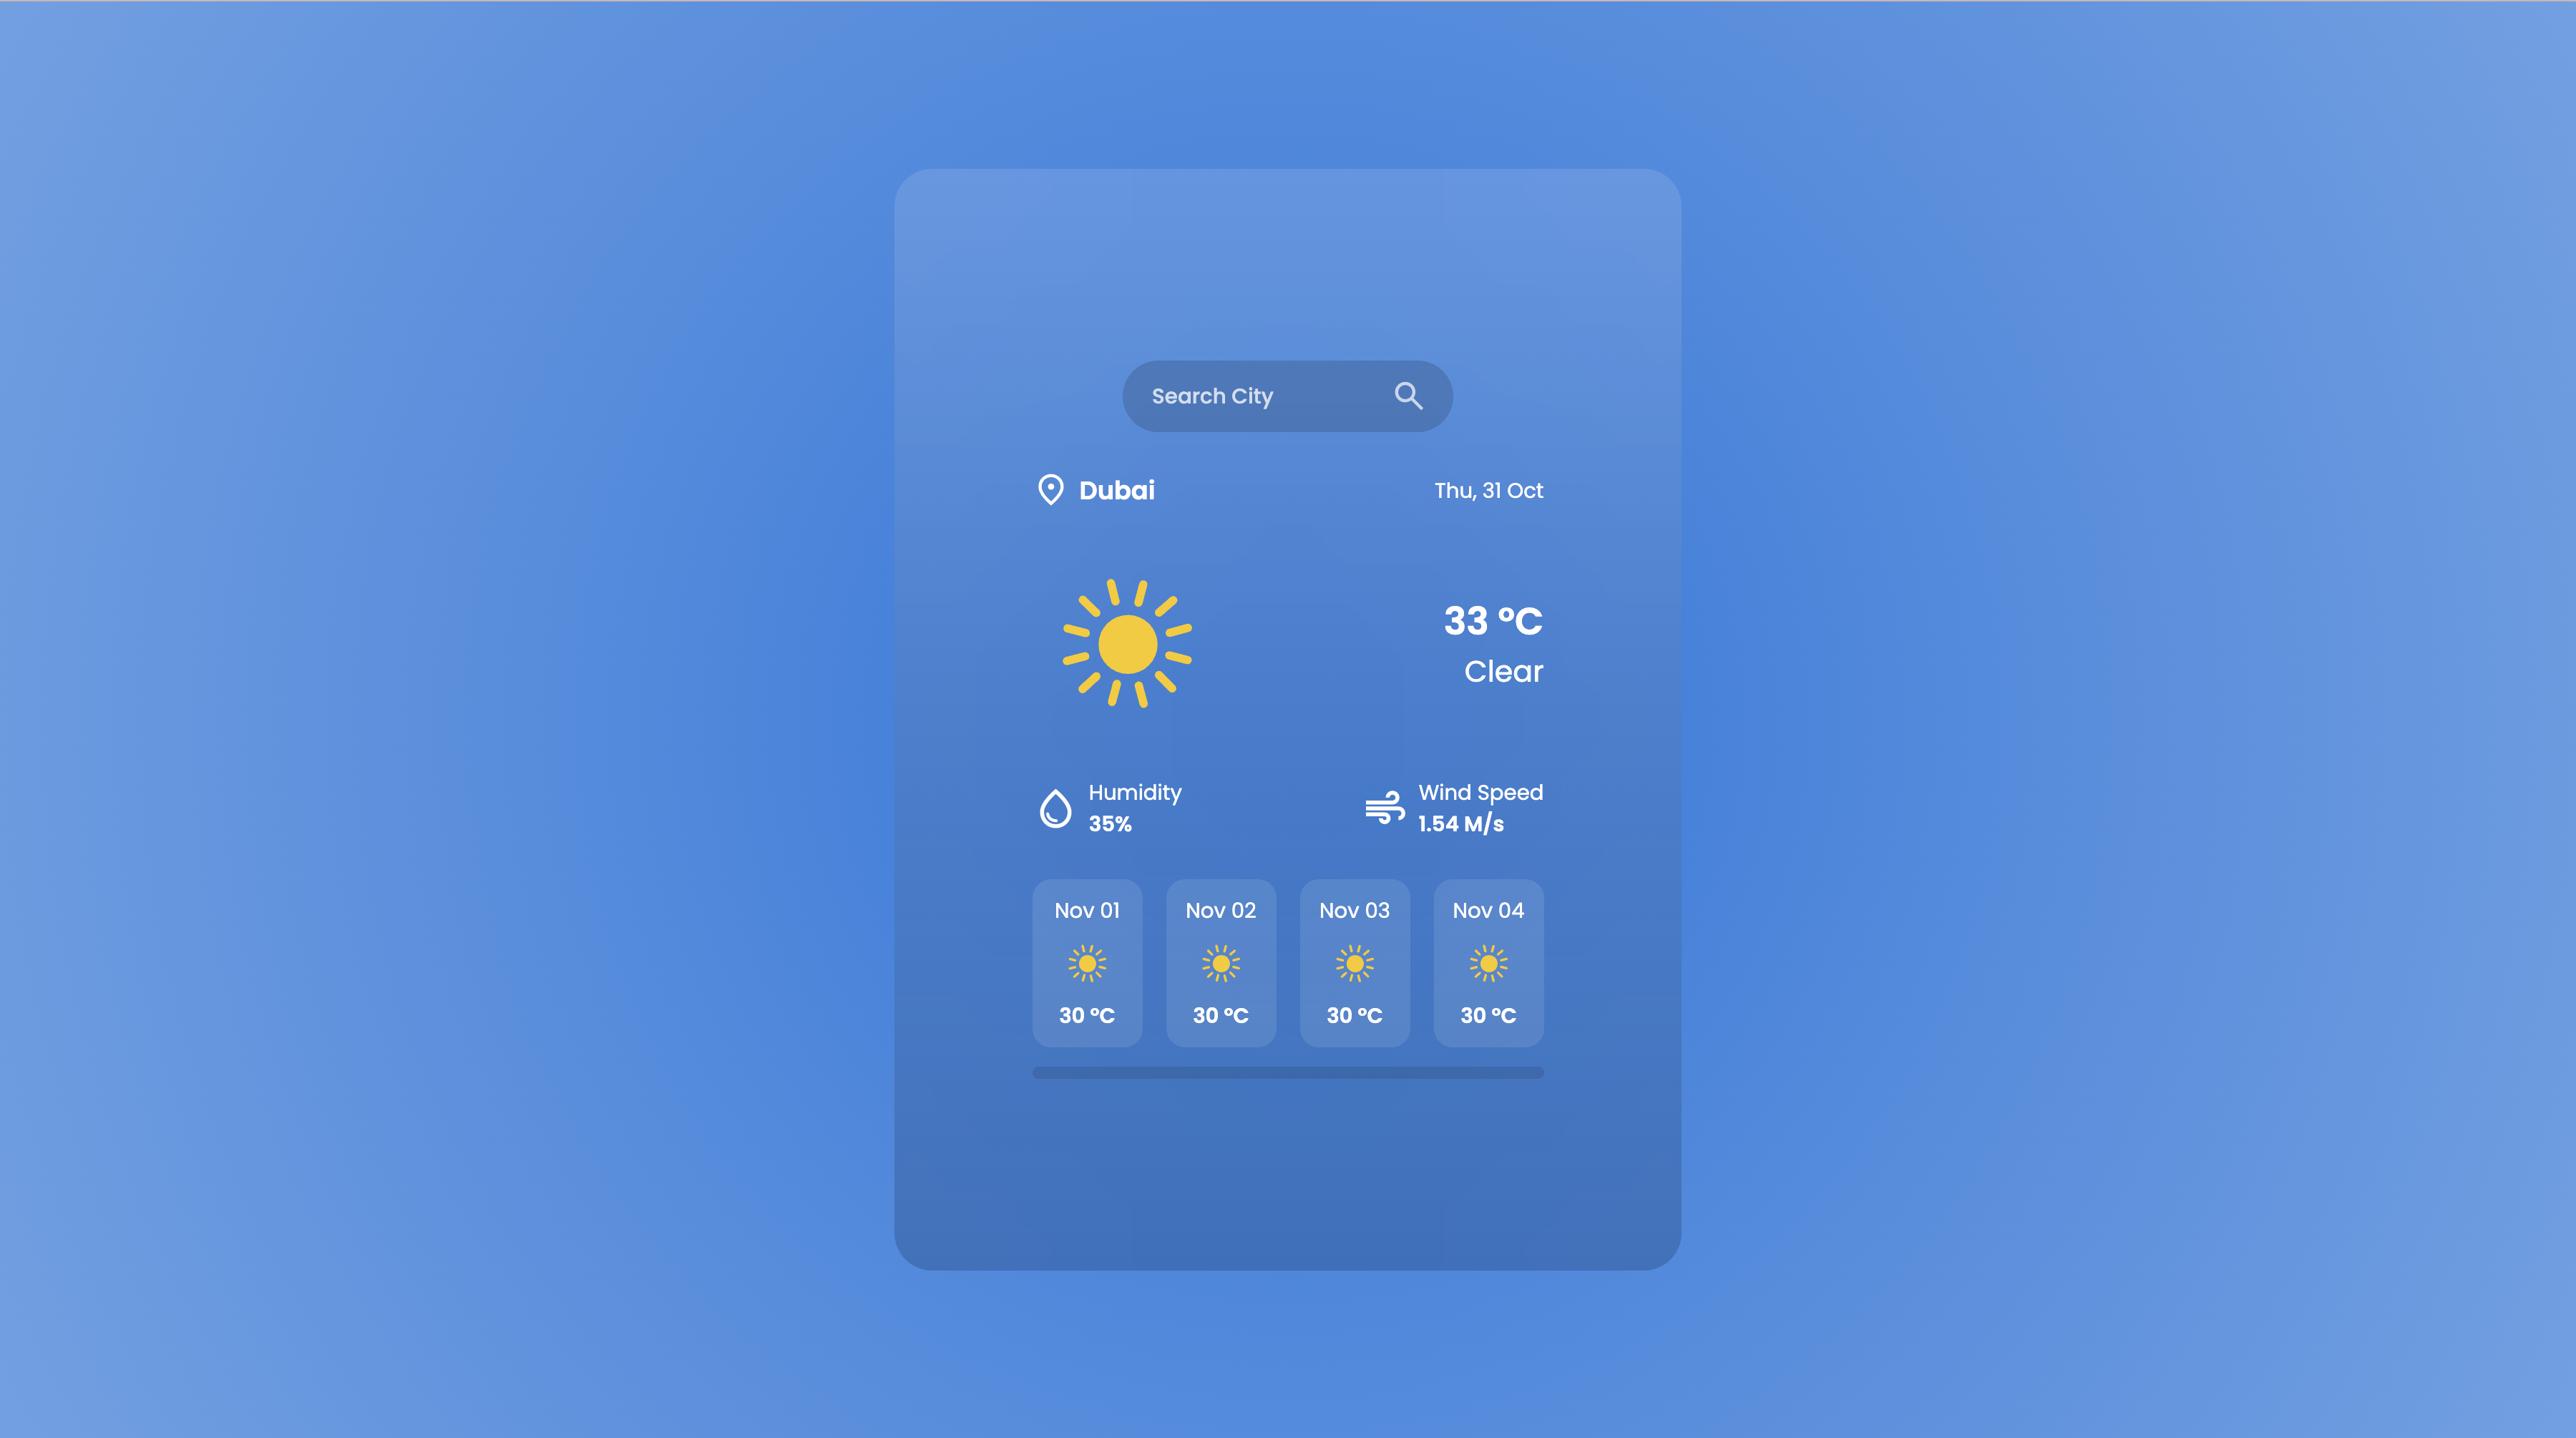 Search City
Dubai
Thu, 31 Oct
33 °C
Clear
Humidity
35%
Wind Speed
1.54 M/s
Nov 01
30 °C
Nov 02
30 °C
Nov 03
30 °C
Nov 04
30 °C